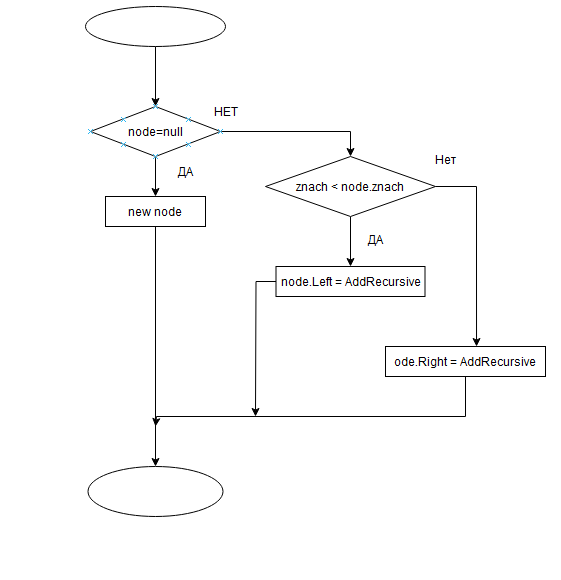 НЕТ
node=null
Нет
ДА
znach < node.znach
new node
ДА
node.Left = AddRecursive
ode.Right = AddRecursive